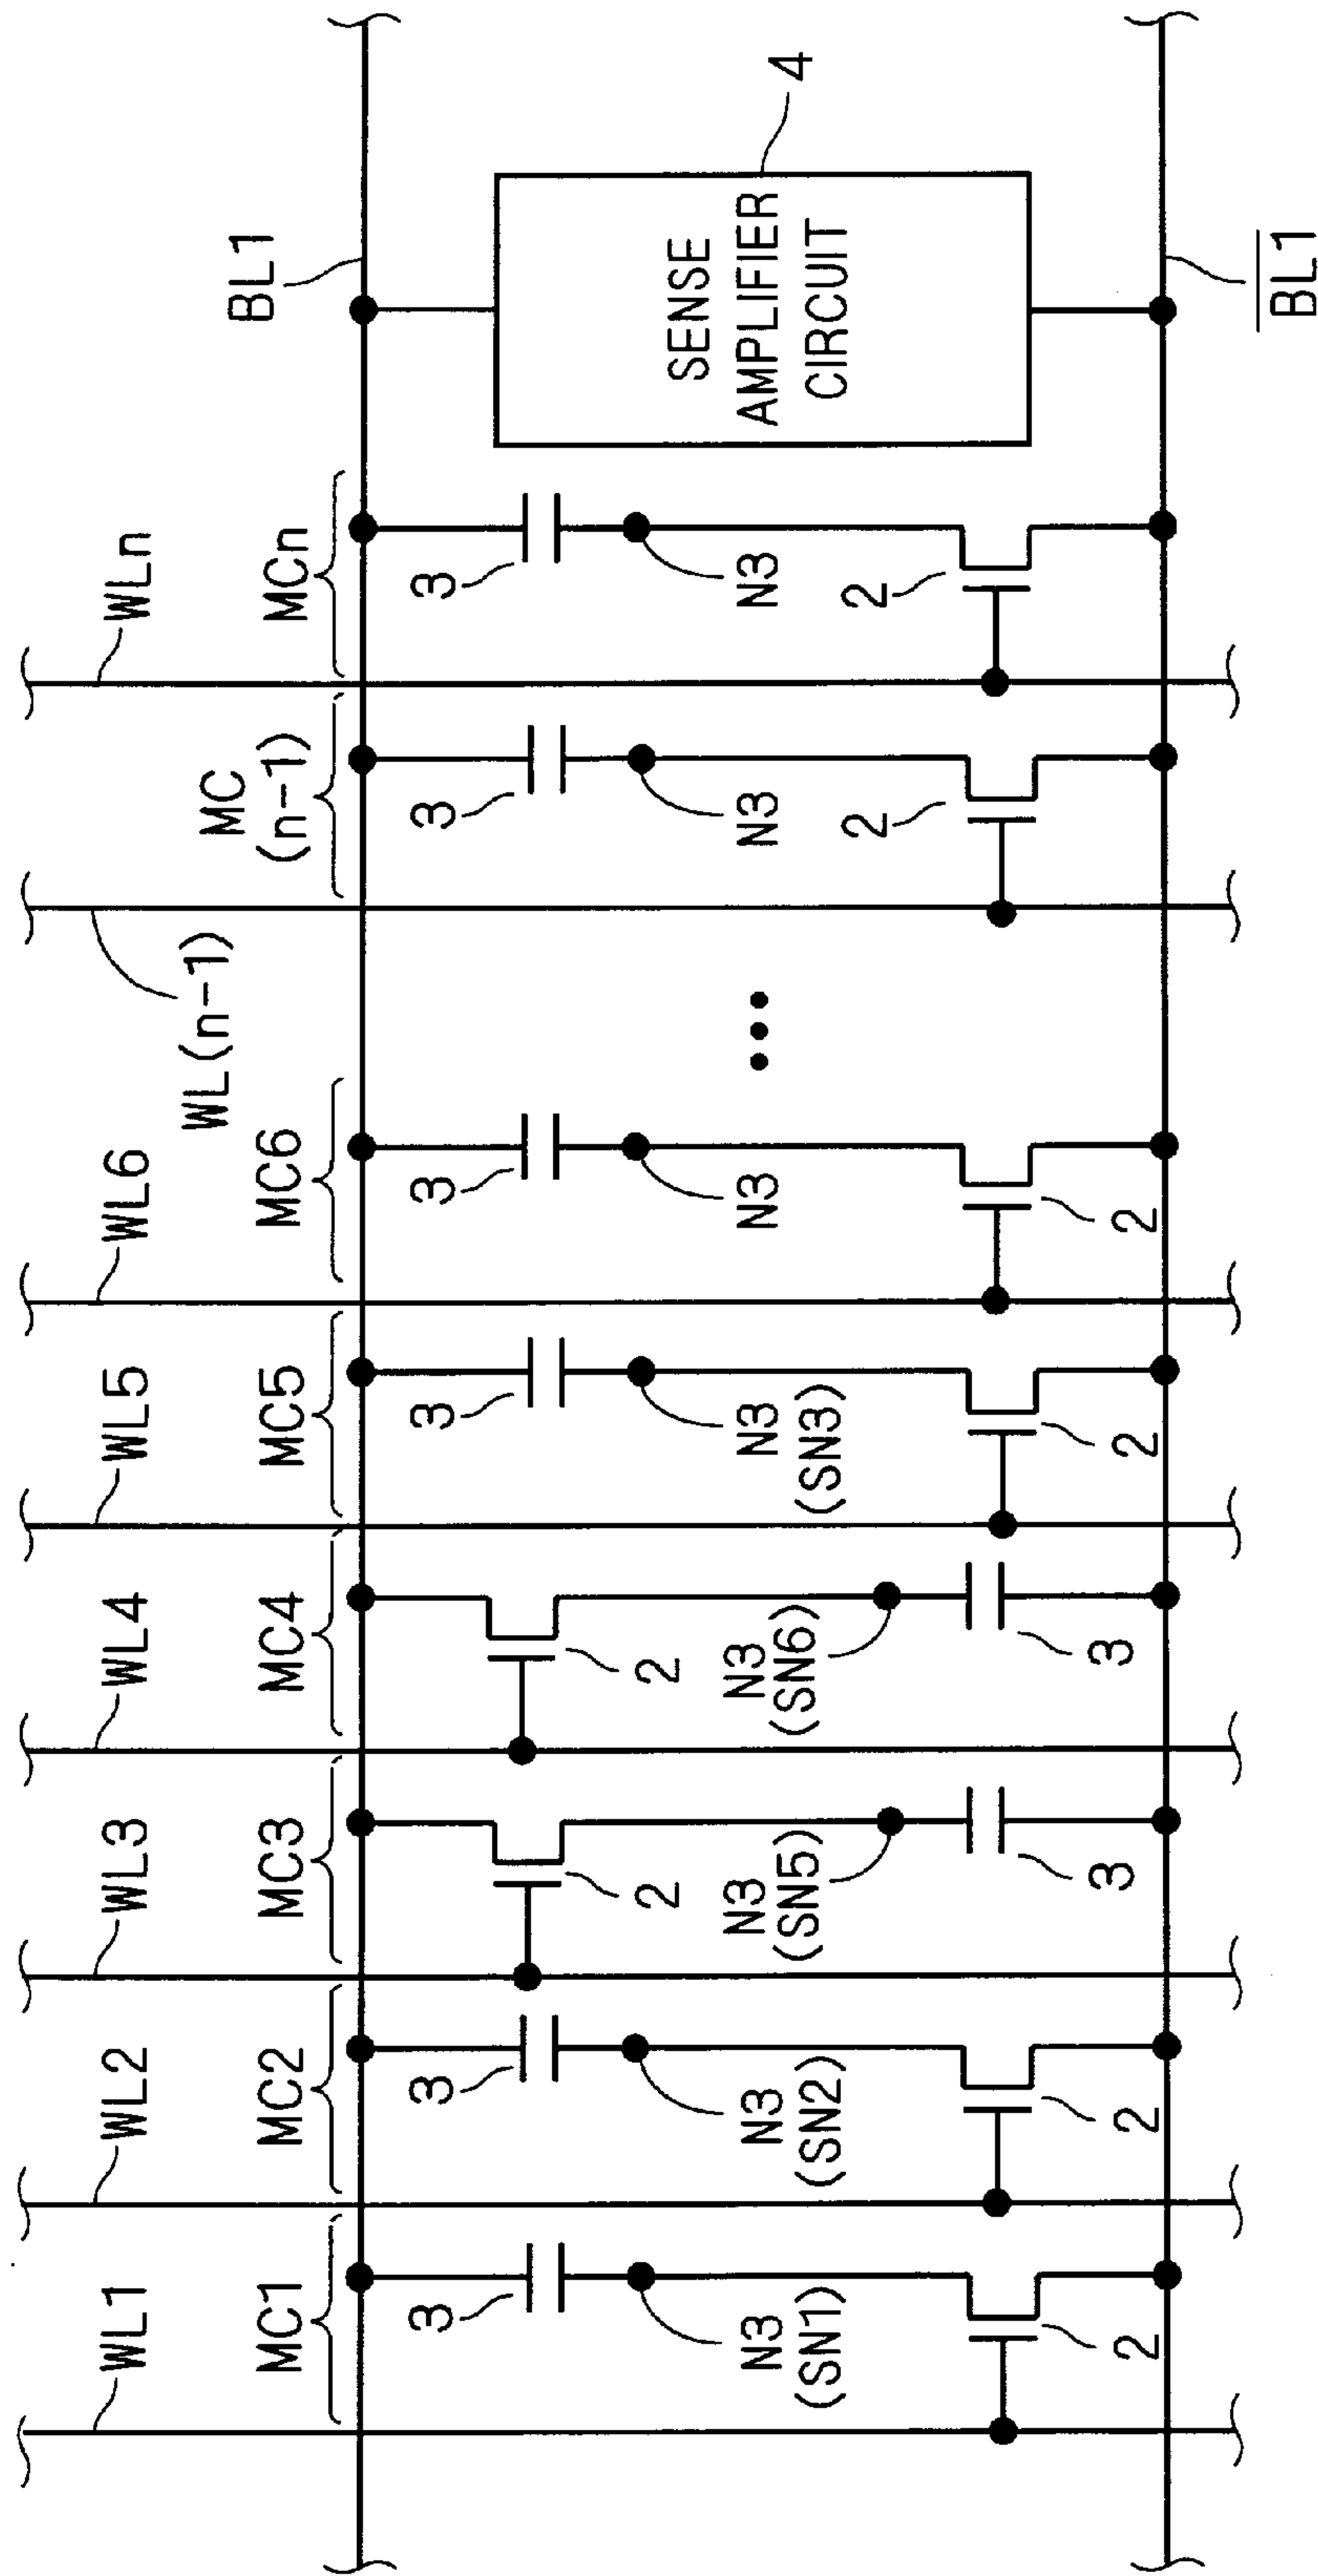 WL1
WL2
WL3
WL4
WL5
WL6
WL(n-1)
WLn
MC1
MC2
MC3
MC4
MC5
MC6
MC
(n-1)
MCn
BL1
3
N3
(SN1)
2
3
N3
(SN2)
2
2
N3
(SN5)
3
2
N3
(SN6)
3
3
N3
(SN3)
2
3
N3
2
...
3
N3
2
3
N3
2
SENSE
AMPLIFIER
CIRCUIT
4
B̅L̅1̅